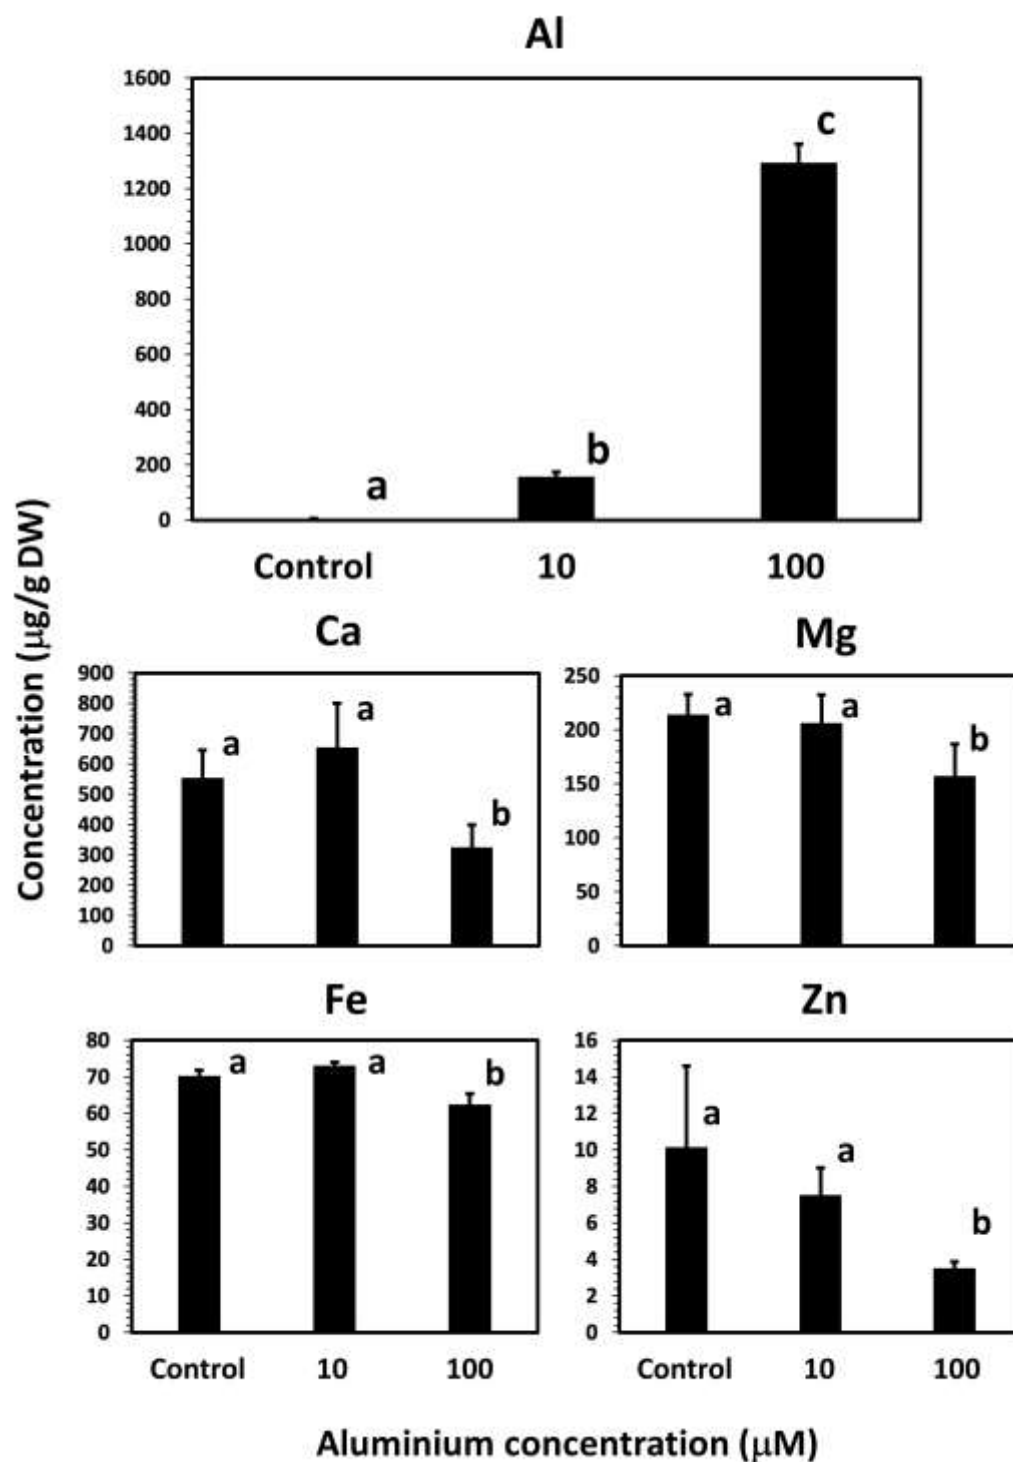 Al
1600
1400
1200
1000
800
600
400
200
0
a
b
c
Control 10 100
Concentration (μg/g DW)
Ca
900
800
700
600
500
400
300
200
100
0
a
a
b
Mg
250
200
150
100
50
0
a
a
b
Fe
80
70
60
50
40
30
20
10
0
a
a
b
Control 10 100
Zn
16
14
12
10
8
6
4
2
0
a
a
b
Control 10 100
Aluminium concentration (μM)